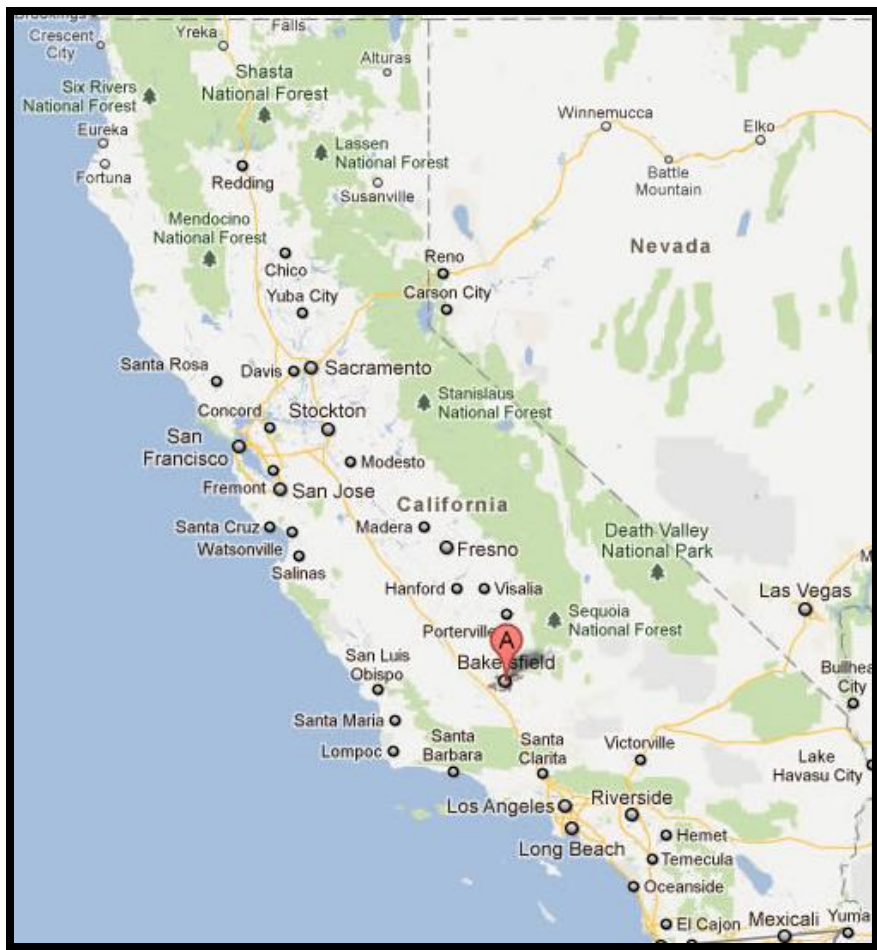 Brookings
Crescent
City
Yreka
Falls
Alturas
Shasta
National Forest
Six Rivers
National Forest
Eureka
Fortuna
Redding
Lassen
National Forest
Susanville
Winnemucca
Elko
Battle
Mountain
Mendocino
National Forest
Chico
Yuba City
Reno
Carson City
Nevada
Santa Rosa
Davis
Sacramento
Concord
Stockton
Stanislaus
National Forest
San
Francisco
Modesto
Fremont
San Jose
California
Santa Cruz
Watsonville
Salinas
Madera
Fresno
Death Valley
National Park
Hanford
Visalia
Las Vegas
Porterville
Sequoia
National Forest
A
Bakersfield
San Luis
Obispo
Bullhea
City
Santa Maria
Lompoc
Santa
Barbara
Santa
Clarita
Victorville
Lake
Havasu City
Los Angeles
Riverside
Long Beach
Hemet
Temecula
Oceanside
El Cajon
Mexicali
Yuma